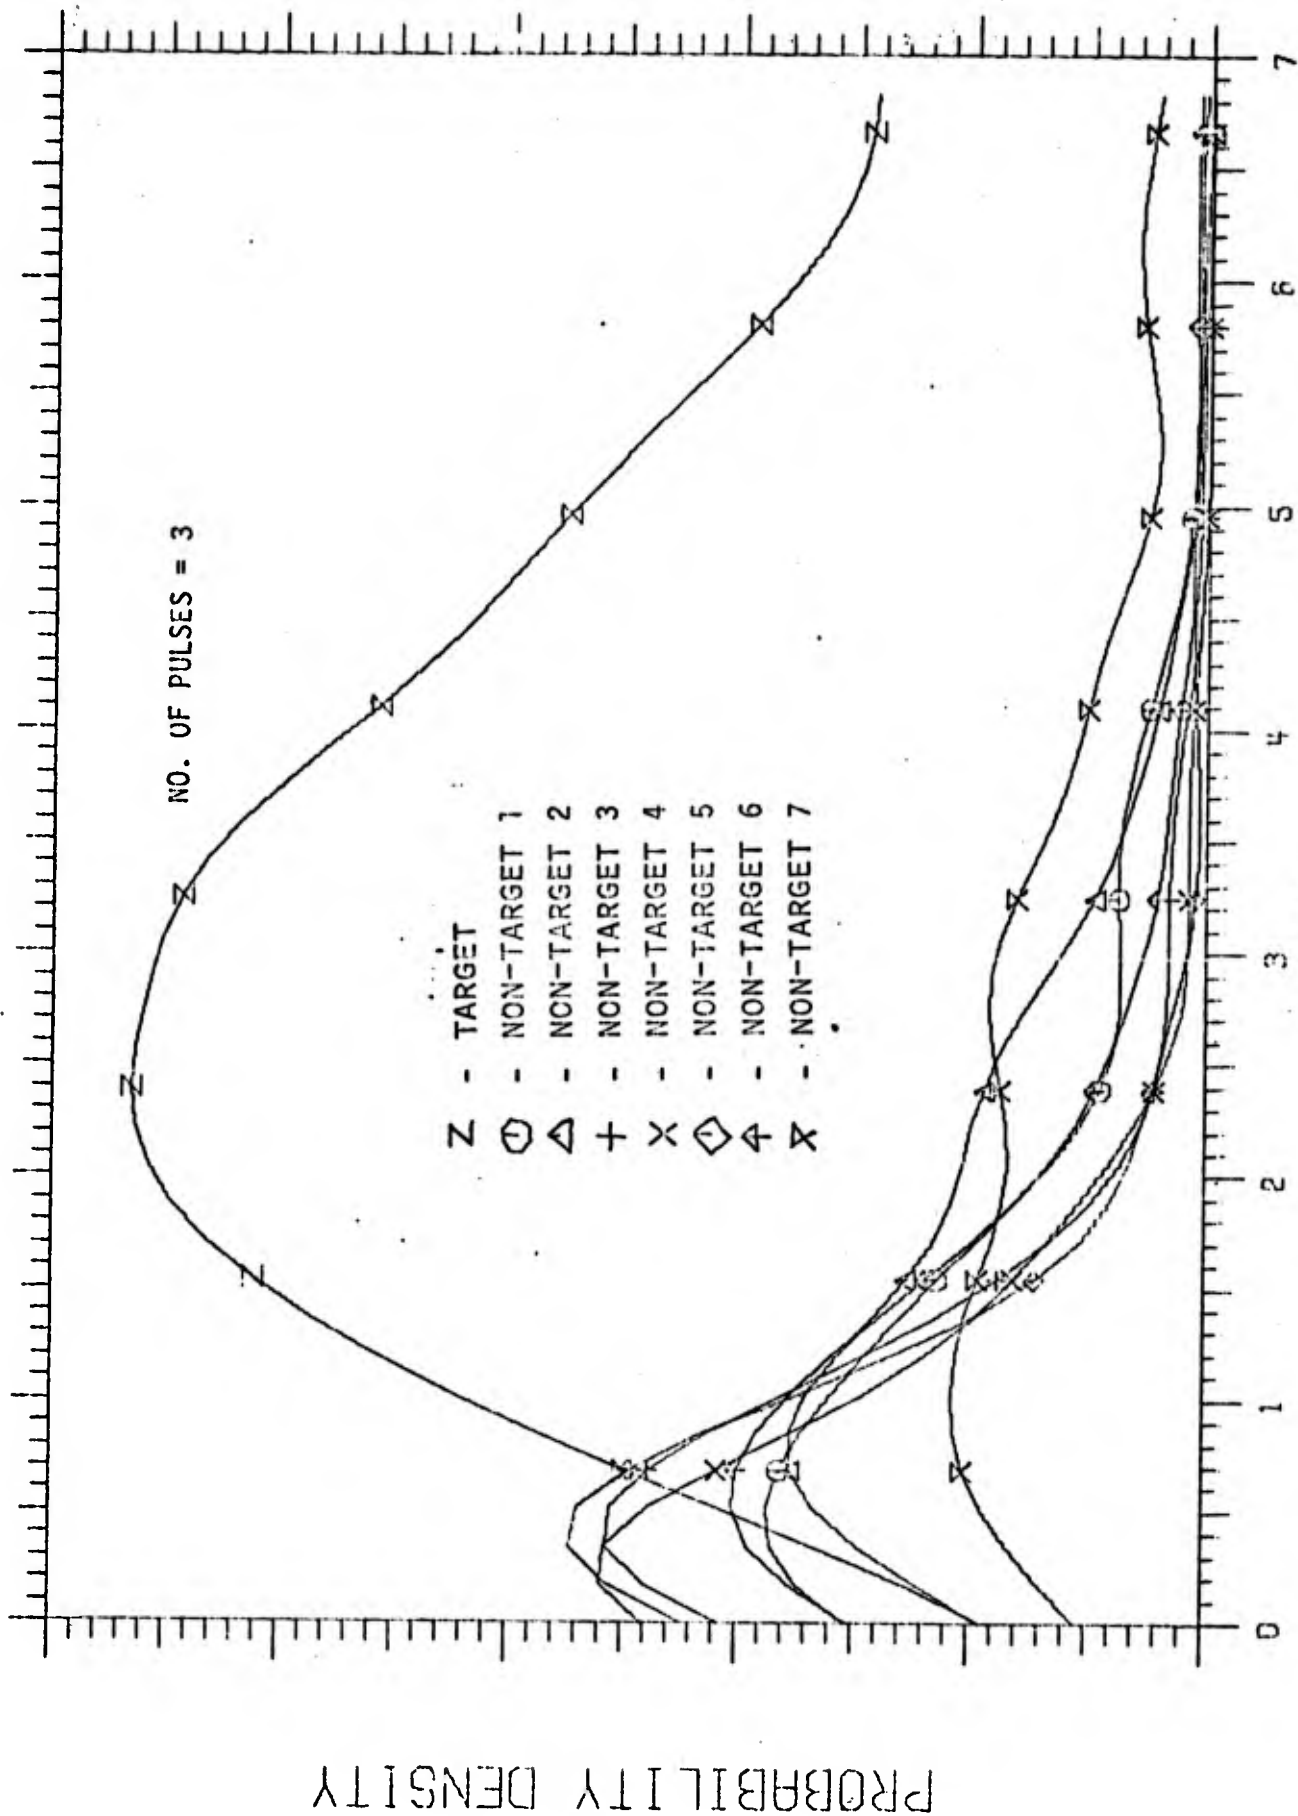 NO. OF PULSES = 3
Z - TARGET
- NON-TARGET 1
- NON-TARGET 2
+ - NON-TARGET 3
X - NON-TARGET 4
- NON-TARGET 5
- NON-TARGET 6
- NON-TARGET 7
0 1 2 3 4 5 6 7
PROBABILITY DENSITY